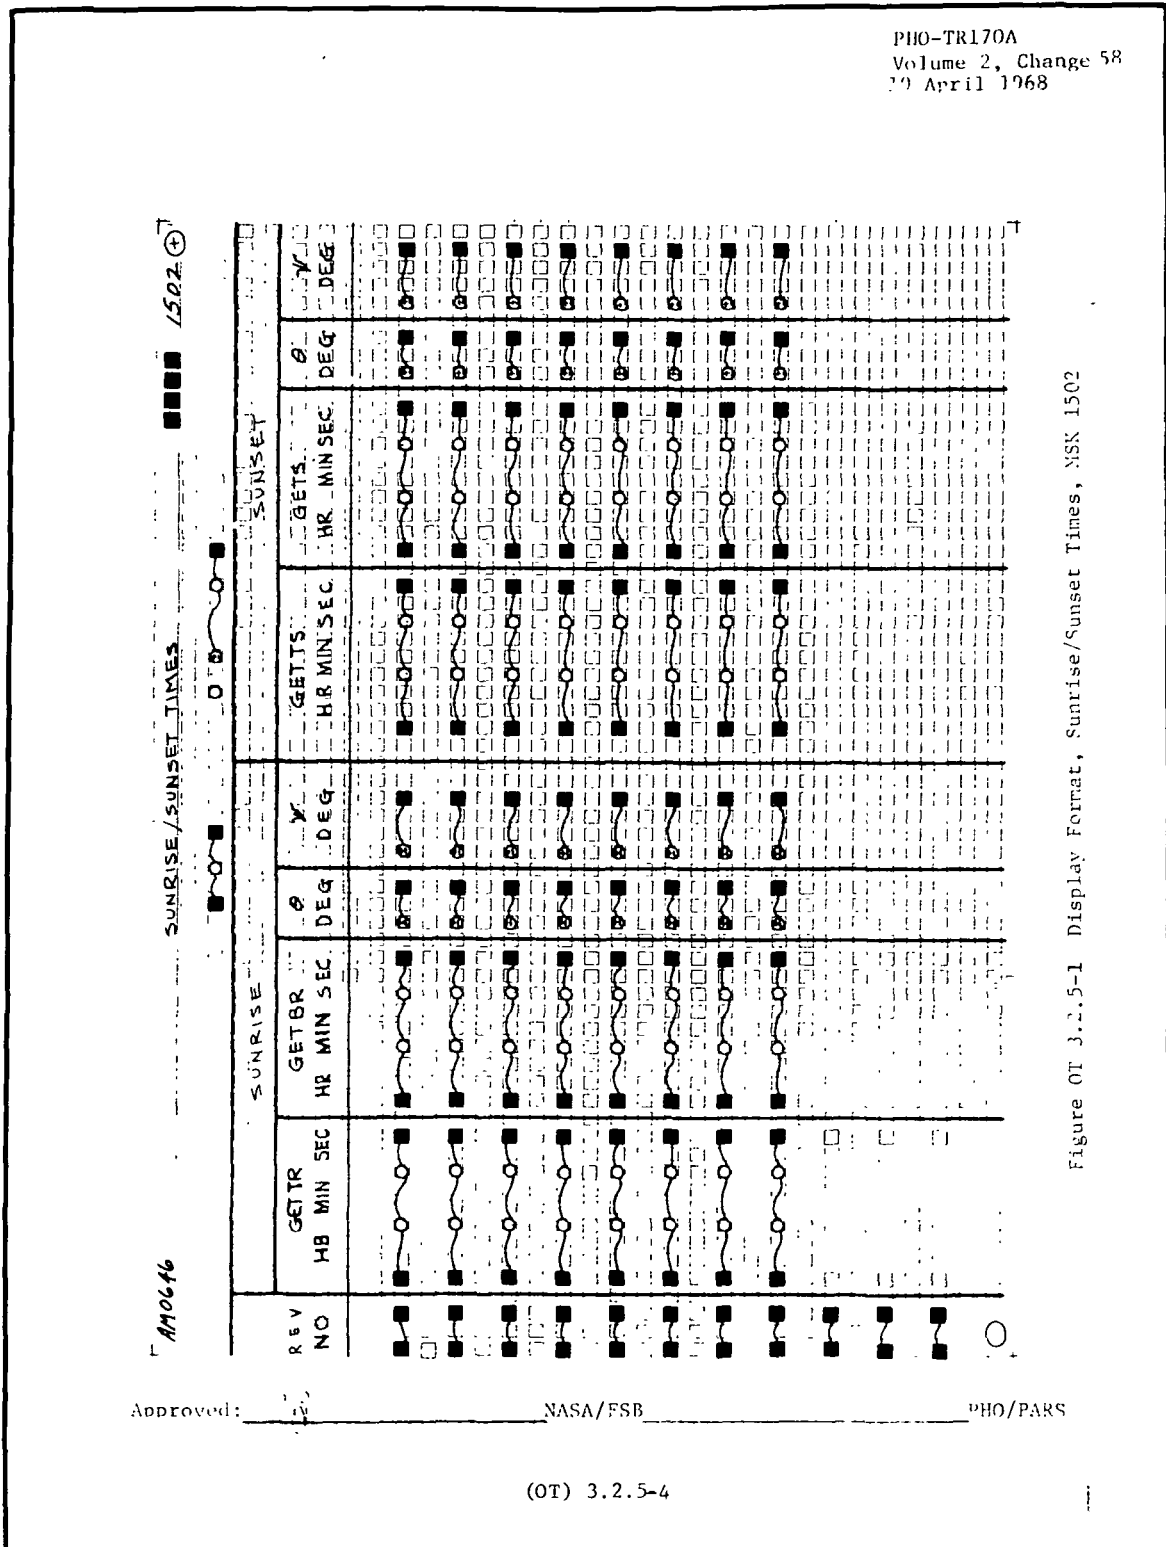 PHO-TR170A
Volume 2, Change 58
April 1968
AM0646 SUNRISE/SUNSET TIMES 1502
SUNRISE SUNSET
REV GETTR GETBR θ ψ GETTS GETS θ ψ
NO HB MIN SEC HR MIN SEC DEG DEG HR MIN SEC HR MIN SEC DEG DEG
Figure OT 3.2.5-1 Display Format, Sunrise/Sunset Times, MSK 1502
Approved: NASA/FSB PHO/PARS
(OT) 3.2.5-4